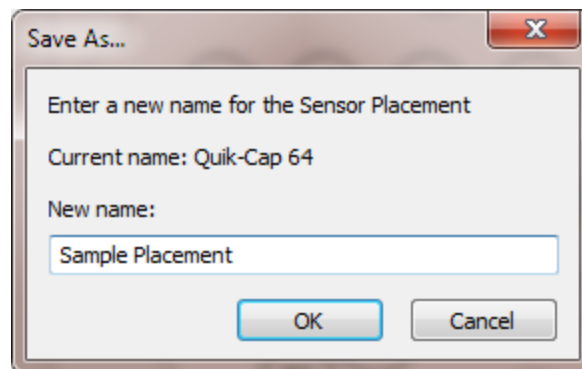 Save As...
Enter a new name for the Sensor Placement
Current name: Quik-Cap 64
New name:
Sample Placement
OK Cancel